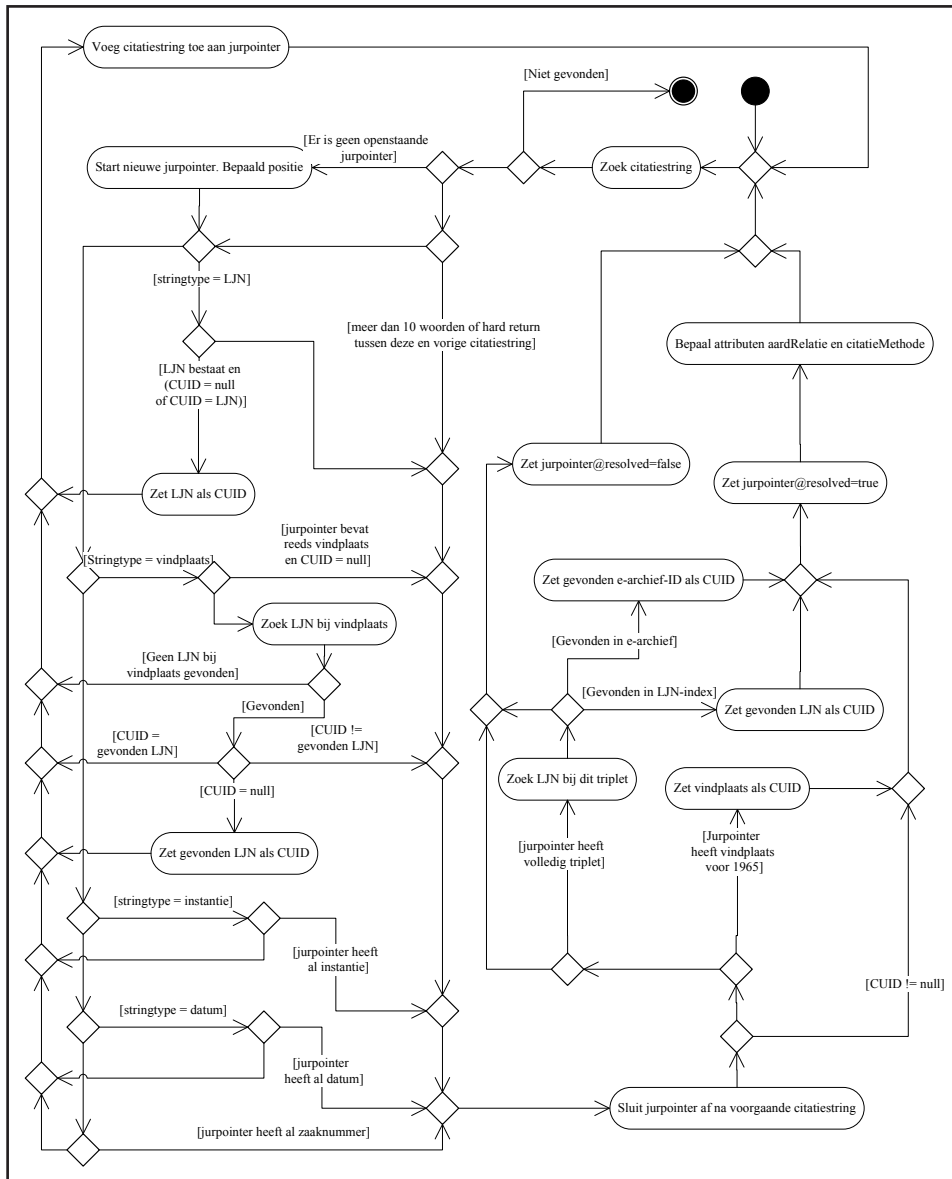 Voeg citatiestring toe aan jurpointer
[Niet gevonden]
[Er is geen openstaande
jurpointer]
Start nieuwe jurpointer. Bepaald positie
Zoek citatiestring
[stringtype = LJN]
[meer dan 10 woorden of hard return
tussen deze en vorige citatiestring]
Bepaal attributen aardRelatie en citatieMethode
[LJN bestaat en
(CUID = null
of CUID = LJN)]
Zet jurpointer@resolved=false
Zet jurpointer@resolved=true
Zet LJN als CUID
[jurpointer bevat
reeds vindplaats
en CUID = null]
[Stringtype = vindplaats]
Zet gevonden e-archief-ID als CUID
Zoek LJN bij vindplaats
[Gevonden in e-archief]
[Geen LJN bij
vindplaats gevonden]
[Gevonden in LJN-index]
[Gevonden]
Zet gevonden LJN als CUID
[CUID =
gevonden LJN]
[CUID !=
gevonden LJN]
Zoek LJN bij dit triplet
Zet vindplaats als CUID
[CUID = null]
[jurpointer heeft
volledig triplet]
[Jurpointer
heeft vindplaats
voor 1965]
Zet gevonden LJN als CUID
[stringtype = instantie]
[jurpointer heeft
al instantie]
[CUID != null]
[stringtype = datum]
[jurpointer
heeft al datum]
Sluit jurpointer af na voorgaande citatiestring
[jurpointer heeft al zaaknummer]